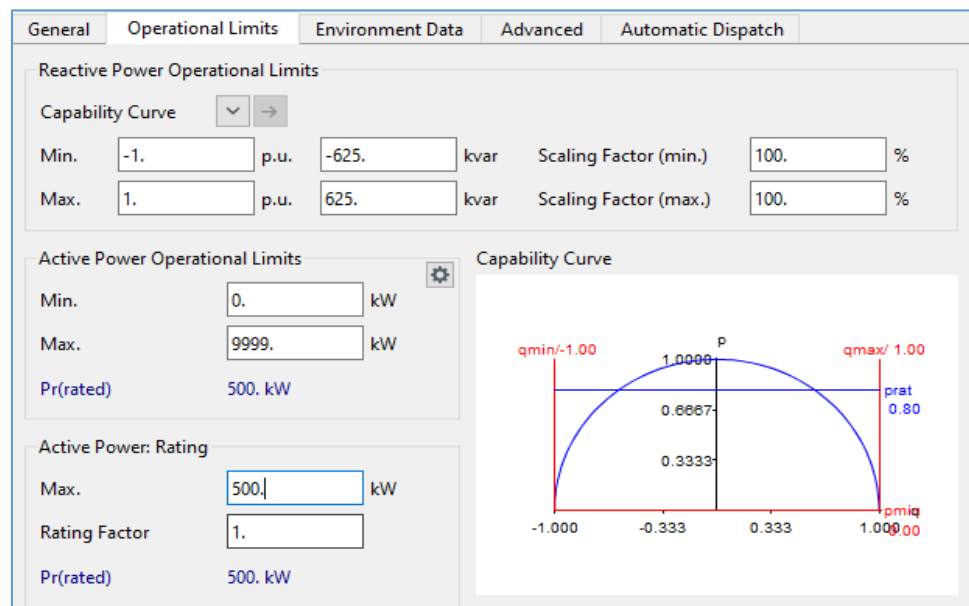 General Operational Limits Environment Data Advanced Automatic Dispatch
Reactive Power Operational Limits
Capability Curve
Min. -1. p.u. -625. kvar Scaling Factor (min.) 100. %
Max. 1. p.u. 625. kvar Scaling Factor (max.) 100. %
Active Power Operational Limits
Min. 0. kW
Max. 9999. kW
Pr(rated) 500. kW
Active Power: Rating
Max. 500. kW
Rating Factor 1.
Pr(rated) 500. kW
Capability Curve
p
qmin/-1.00 1.0000 qmax/ 1.00
prat
0.6667 0.80
0.3333
pmin q
-1.000 -0.333 0.333 1.000 0.00